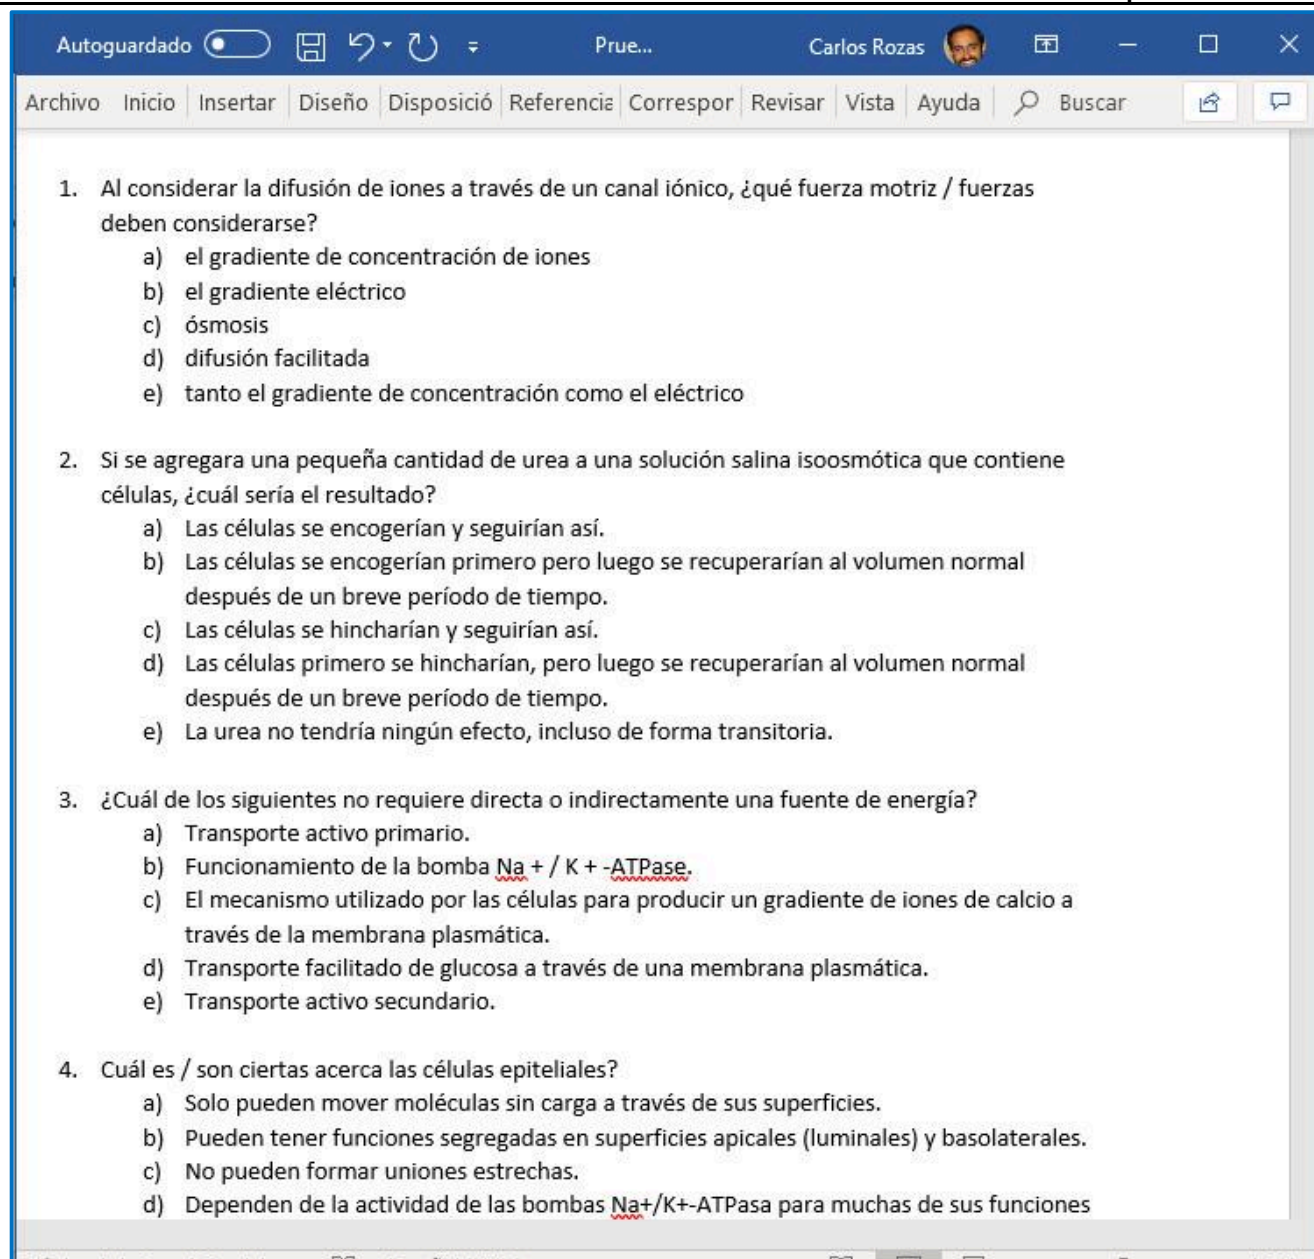 Autoguardado Prue... Carlos Rozas
Archivo Inicio Insertar Diseño Disposició Referencia Correspor Revisar Vista Ayuda Buscar
1. Al considerar la difusión de iones a través de un canal iónico, ¿qué fuerza motriz / fuerzas
deben considerarse?
a) el gradiente de concentración de iones
b) el gradiente eléctrico
c) ósmosis
d) difusión facilitada
e) tanto el gradiente de concentración como el eléctrico
2. Si se agregara una pequeña cantidad de urea a una solución salina isoosmótica que contiene
células, ¿cuál sería el resultado?
a) Las células se encogerían y seguirían así.
b) Las células se encogerían primero pero luego se recuperarían al volumen normal
después de un breve período de tiempo.
c) Las células se hincharían y seguirían así.
d) Las células primero se hincharían, pero luego se recuperarían al volumen normal
después de un breve período de tiempo.
e) La urea no tendría ningún efecto, incluso de forma transitoria.
3. ¿Cuál de los siguientes no requiere directa o indirectamente una fuente de energía?
a) Transporte activo primario.
b) Funcionamiento de la bomba Na + / K + -ATPase.
c) El mecanismo utilizado por las células para producir un gradiente de iones de calcio a
través de la membrana plasmática.
d) Transporte facilitado de glucosa a través de una membrana plasmática.
e) Transporte activo secundario.
4. Cuál es / son ciertas acerca las células epiteliales?
a) Solo pueden mover moléculas sin carga a través de sus superficies.
b) Pueden tener funciones segregadas en superficies apicales (luminales) y basolaterales.
c) No pueden formar uniones estrechas.
d) Dependen de la actividad de las bombas Na+/K+-ATPasa para muchas de sus funciones